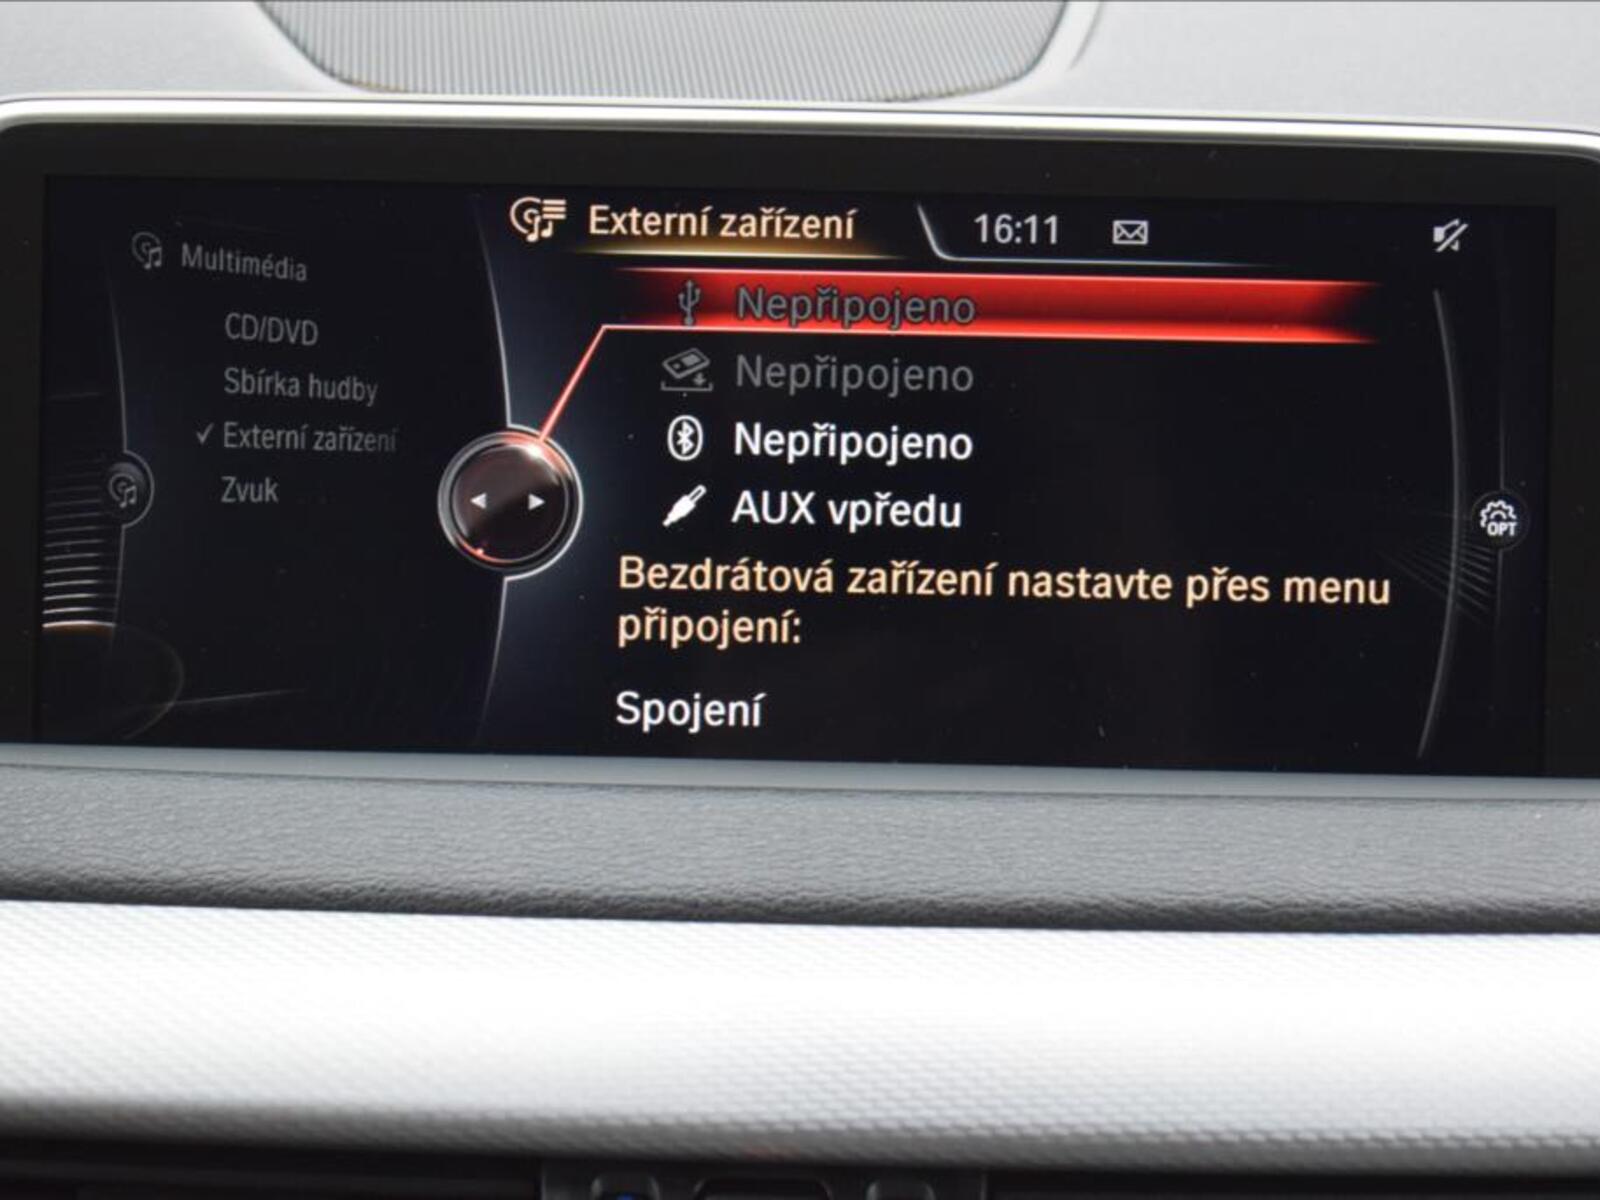 Externí zařízení
16:11
Multimédia
CD/DVD
Sbírka hudby
Externí zařízení
Zvuk
Nepřipojeno
Nepřipojeno
Nepřipojeno
AUX vpředu
Bezdrátová zařízení nastavte přes menu
připojení:
Spojení
OPT